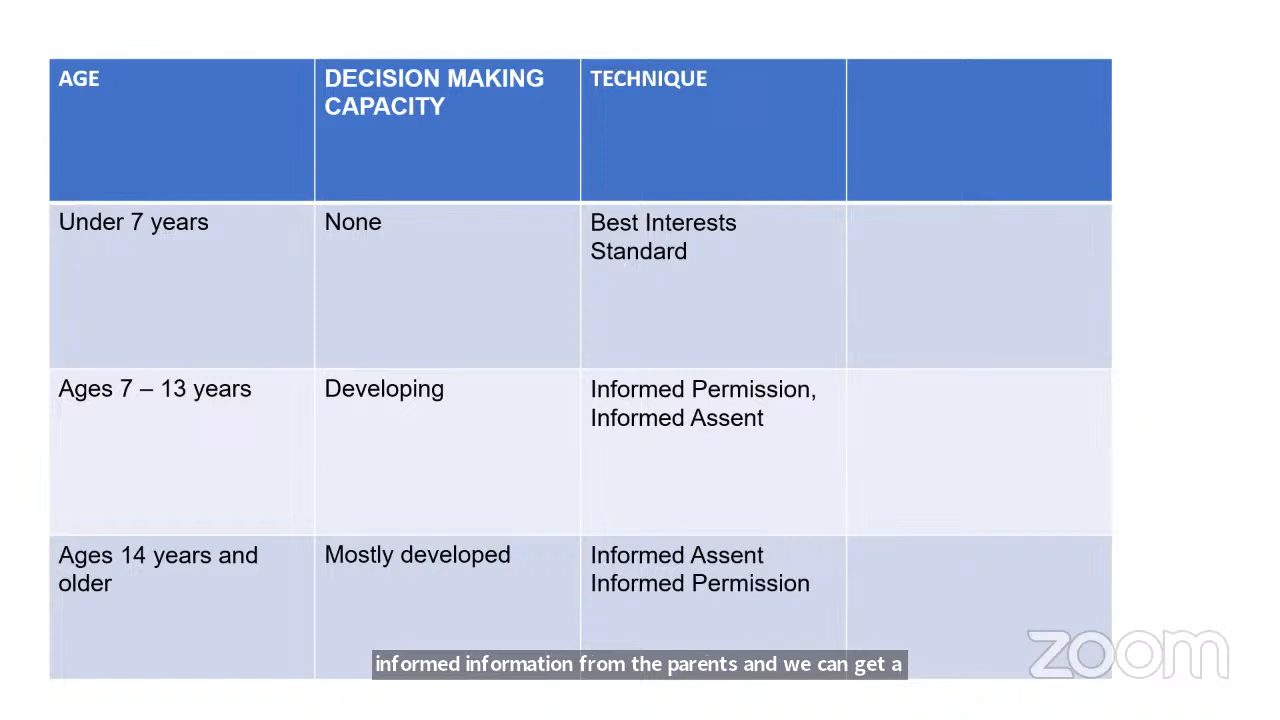 AGE
DECISION MAKING
CAPACITY
TECHNIQUE
Under 7 years
None
Best Interests
Standard
Ages 7 – 13 years
Developing
Informed Permission,
Informed Assent
Ages 14 years and
older
Mostly developed
Informed Assent
Informed Permission
informed information from the parents and we can get a
zoom